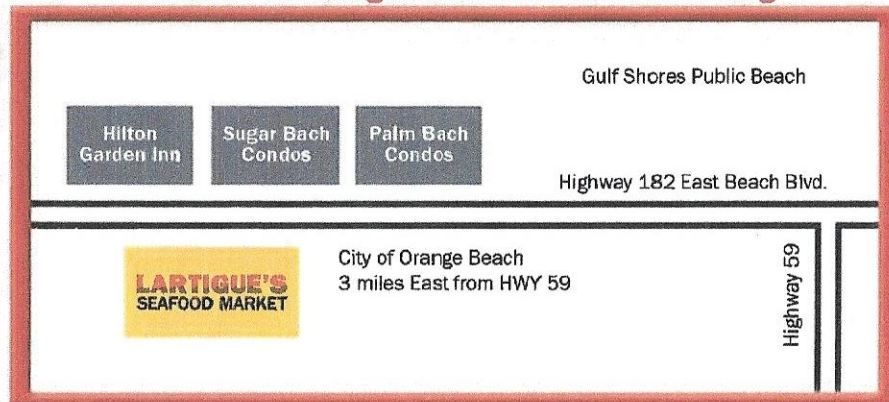 Gulf Shores Public Beach
Hilton
Garden Inn
Sugar Bach
Condos
Palm Bach
Condos
Highway 182 East Beach Blvd.
LARTIGUE'S
SEAFOOD MARKET
City of Orange Beach
3 miles East from HWY 59
Highway 59